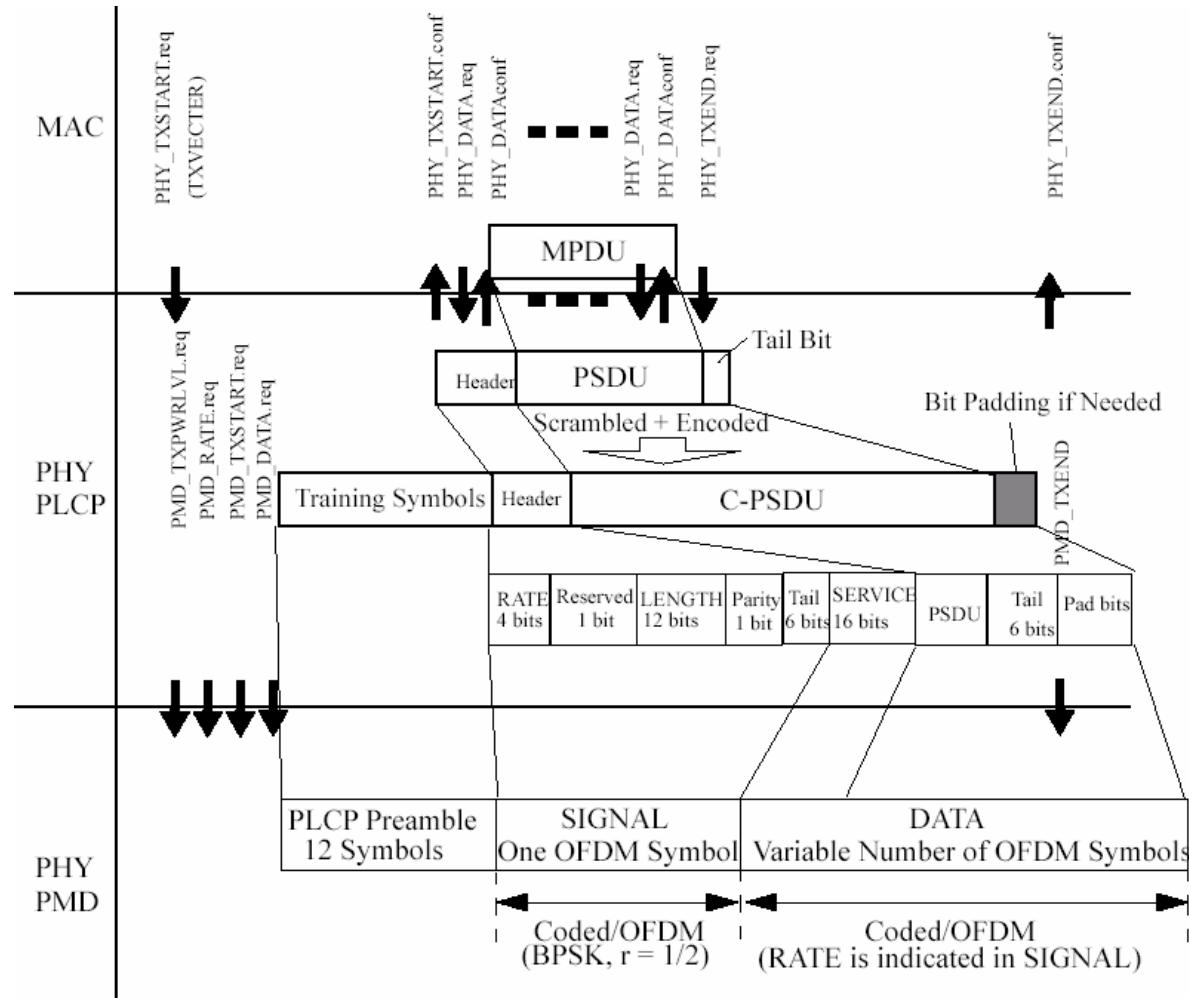 MAC
PHY_TXSTART.req
(TXVECTER)
PHY_TXSTART.conf
PHY_DATA.req
PHY_DATAconf
PHY_DATA.req
PHY_DATAconf
PHY_TXEND.req
PHY_TXEND.conf
MPDU
PHY
PLCP
PMD_TXPWRLVL.req
PMD_RATE.req
PMD_TXSTART.req
PMD_DATA.req
Header
PSDU
Tail Bit
Scrambled + Encoded
Bit Padding if Needed
Training Symbols
Header
C-PSDU
PMD_TXEND
RATE
4 bits
Reserved
1 bit
LENGTH
12 bits
Parity
1 bit
Tail
6 bits
SERVICE
16 bits
PSDU
Tail
6 bits
Pad bits
PHY
PMD
PLCP Preamble
12 Symbols
SIGNAL
One OFDM Symbol
DATA
Variable Number of OFDM Symbols
Coded/OFDM
(BPSK, r = 1/2)
Coded/OFDM
(RATE is indicated in SIGNAL)